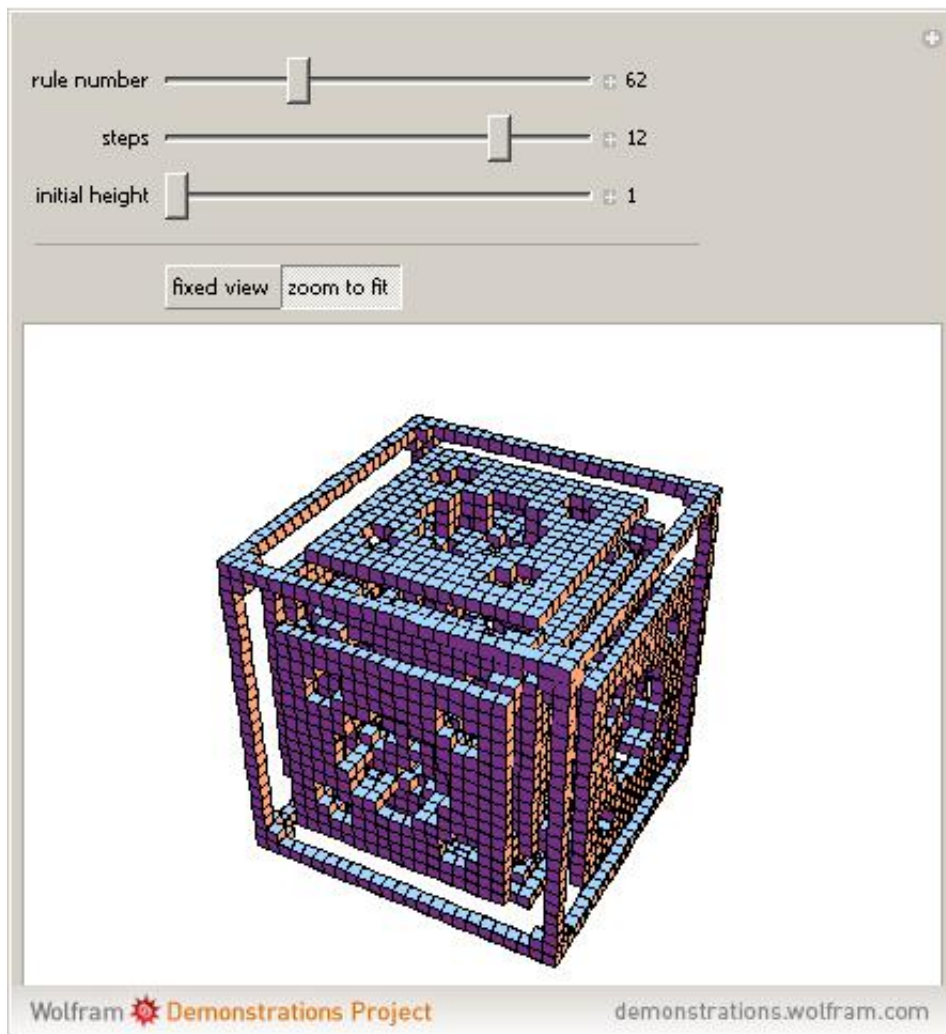 rule number 62
steps 12
initial height 1
fixed view zoom to fit
Wolfram Demonstrations Project demonstrations.wolfram.com